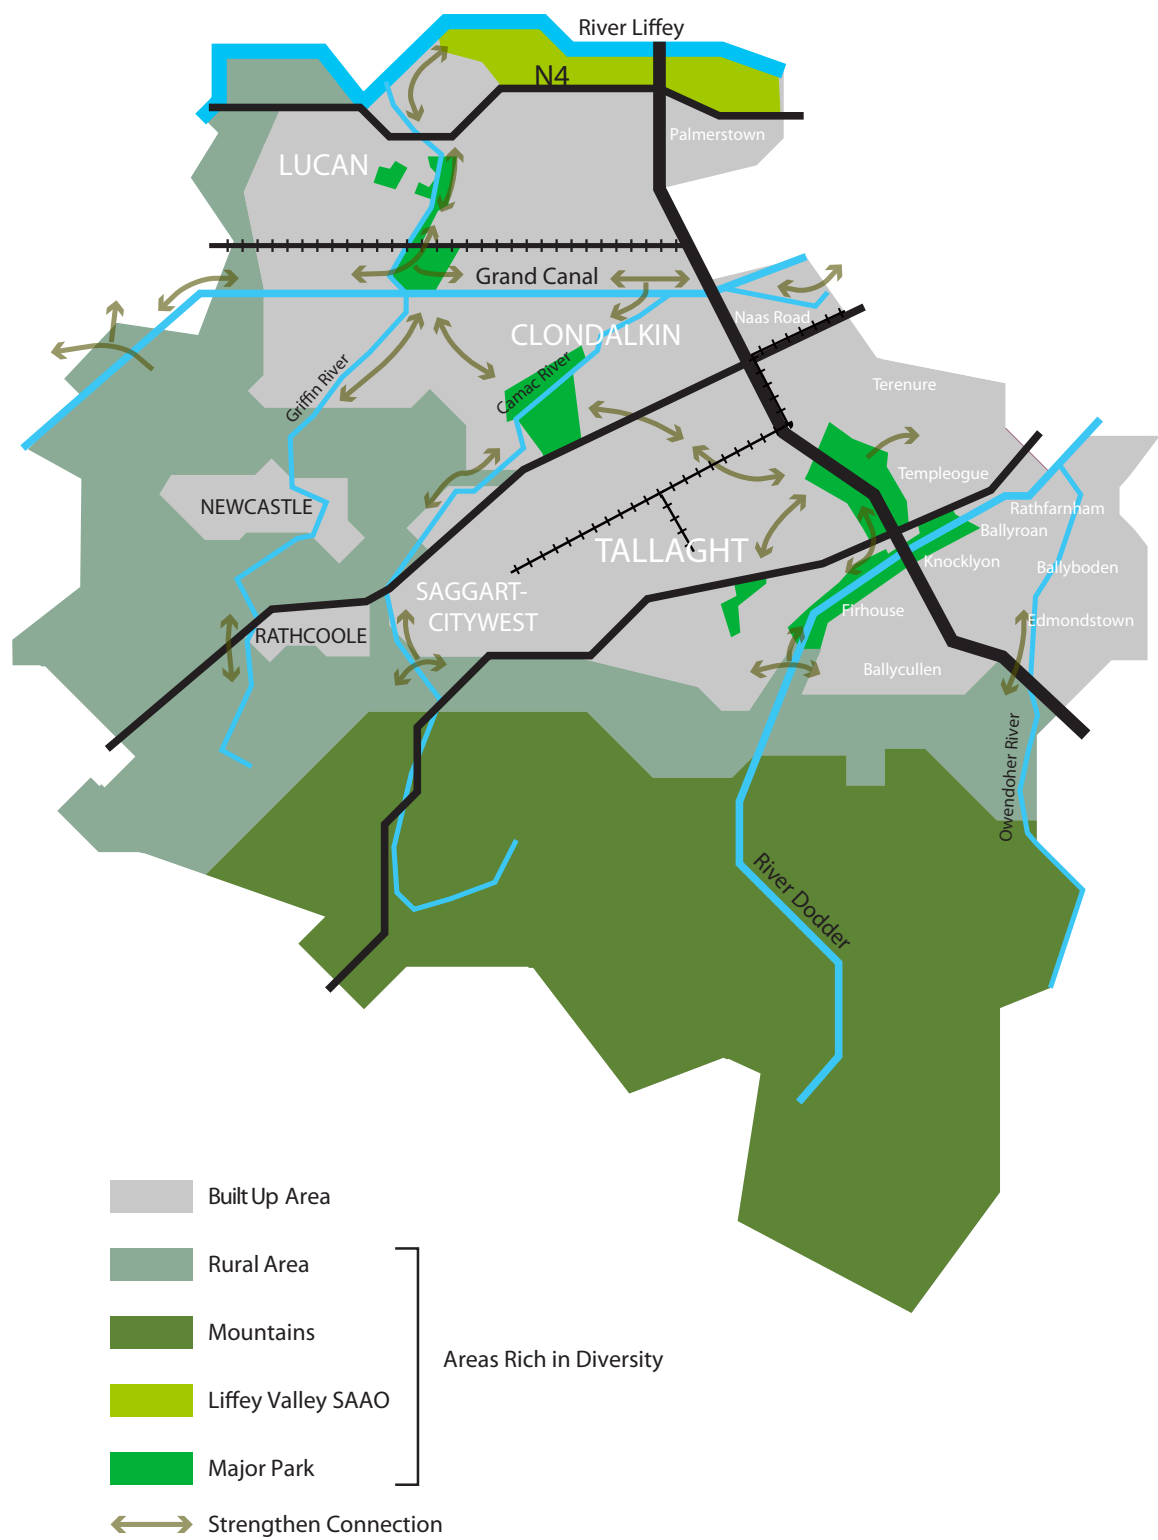 River Liffey
N4
Palmerstown
LUCAN
Grand Canal
Naas Road
CLONDALKIN
Griffin River
Camac River
Terenure
Templeogue
NEWCASTLE
Rathfarnham
Ballyroan
TALLAGHT
Knocklyon
Ballyboden
SAGGART-
CITYWEST
Firhouse
Edmondstown
RATHCOOLE
Ballycullen
Owendoher River
River Dodder
Built Up Area
Rural Area
Mountains
Areas Rich in Diversity
Liffey Valley SAAO
Major Park
Strengthen Connection